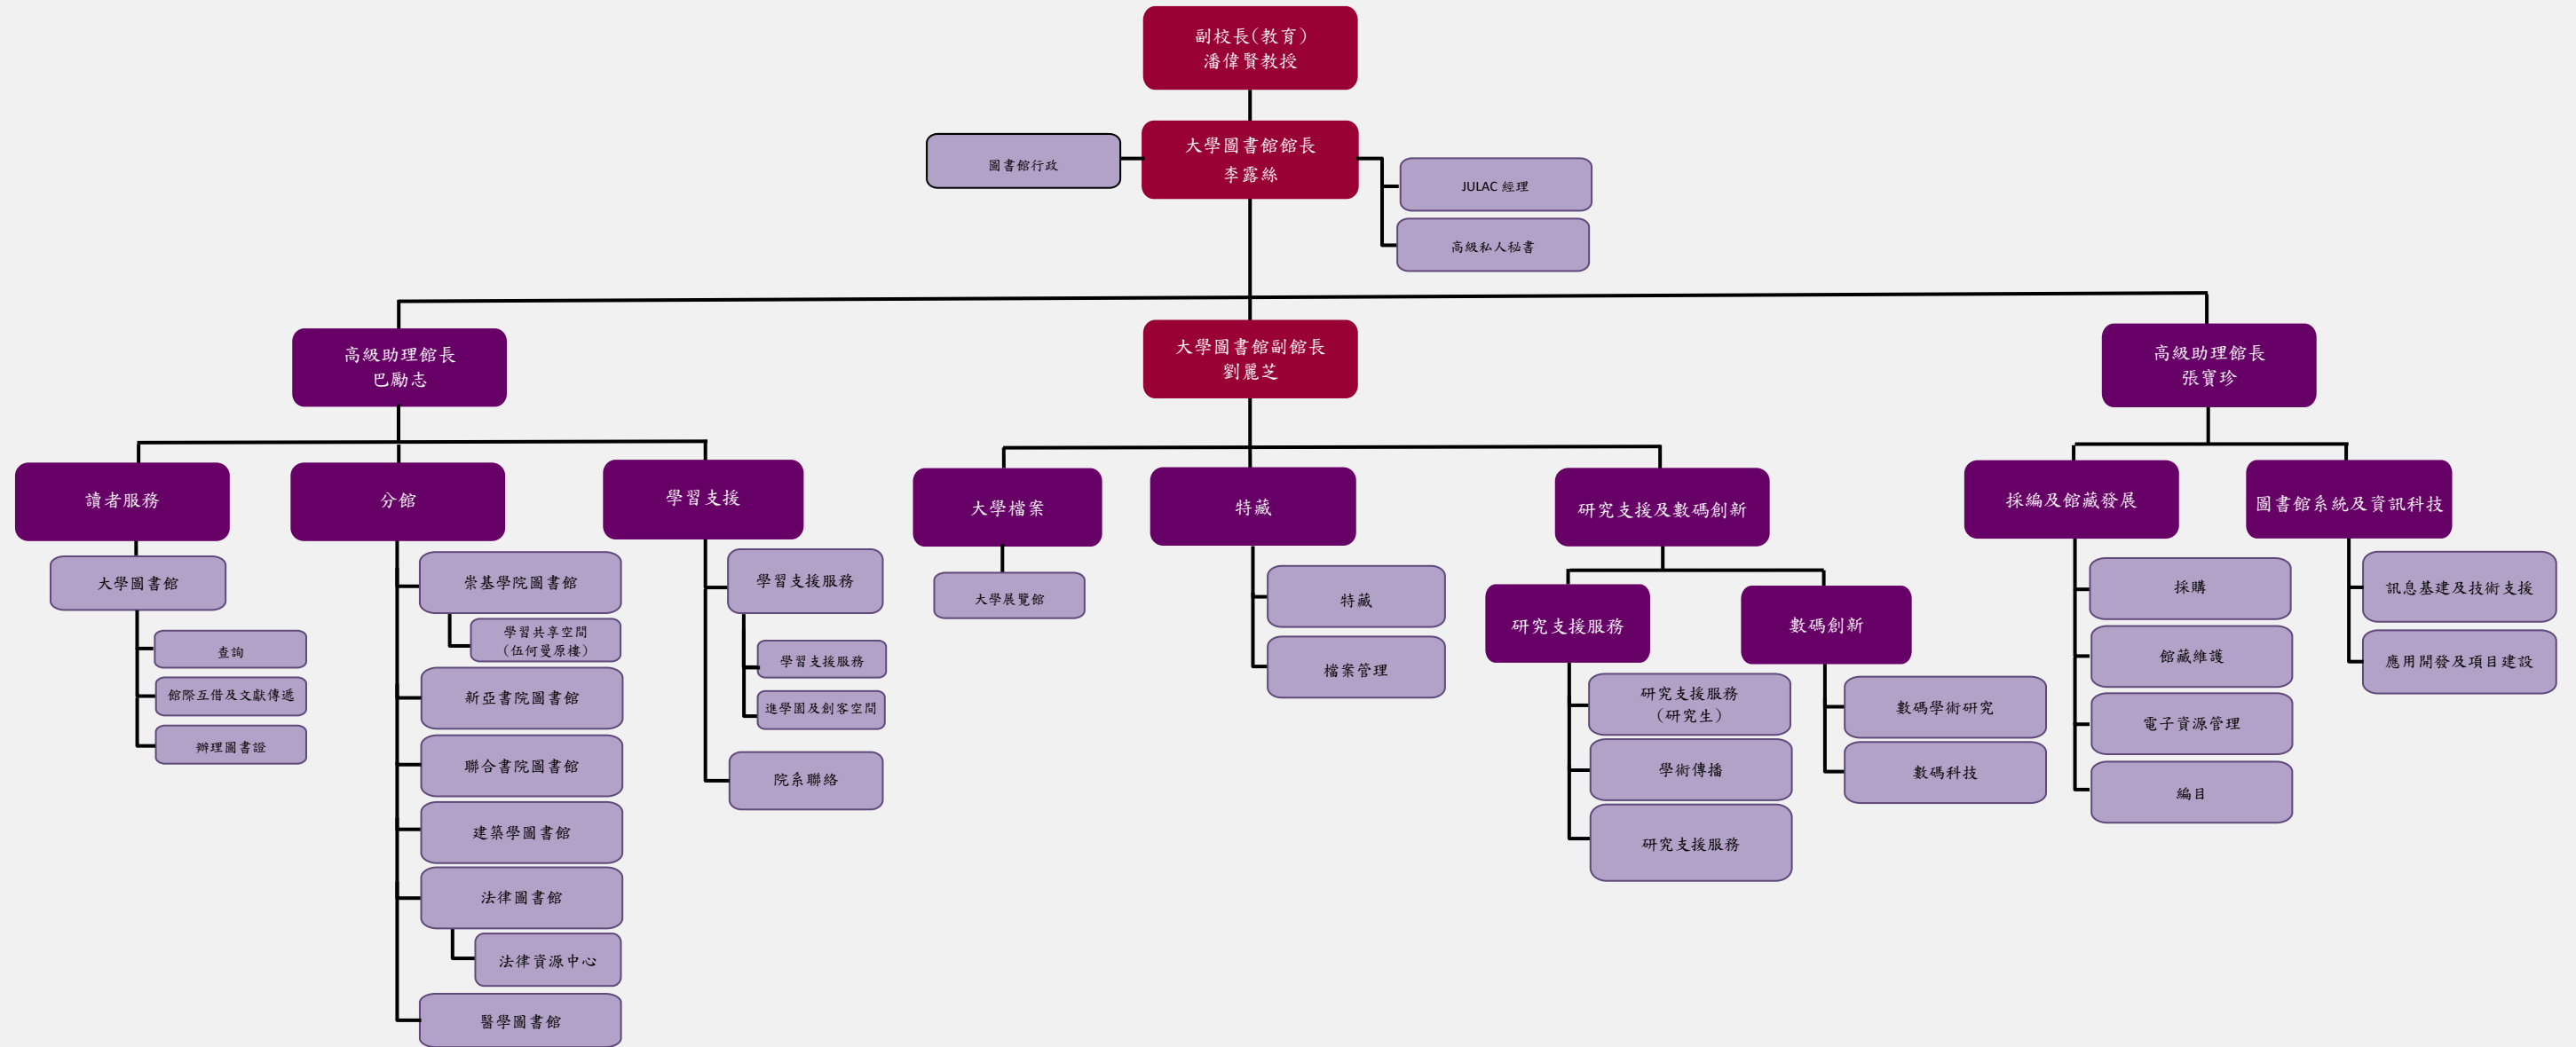 副校長(教育)
潘偉賢教授
大學圖書館館長
李露絲
圖書館行政
JULAC 經理
高級私人秘書
高級助理館長
巴勵志
大學圖書館副館長
劉麗芝
高級助理館長
張寶珍
讀者服務
大學圖書館
查詢
館際互借及文獻傳遞
辦理圖書證
分館
崇基學院圖書館
學習共享空間
(伍何曼原樓)
新亞書院圖書館
聯合書院圖書館
建築學圖書館
法律圖書館
法律資源中心
醫學圖書館
學習支援
學習支援服務
學習支援服務
進學園及創客空間
院系聯絡
大學檔案
大學展覽館
特藏
特藏
檔案管理
研究支援及數碼創新
研究支援服務
研究支援服務
(研究生)
學術傳播
研究支援服務
數碼創新
數碼學術研究
數碼科技
採編及館藏發展
採購
館藏維護
電子資源管理
編目
圖書館系統及資訊科技
訊息基建及技術支援
應用開發及項目建設